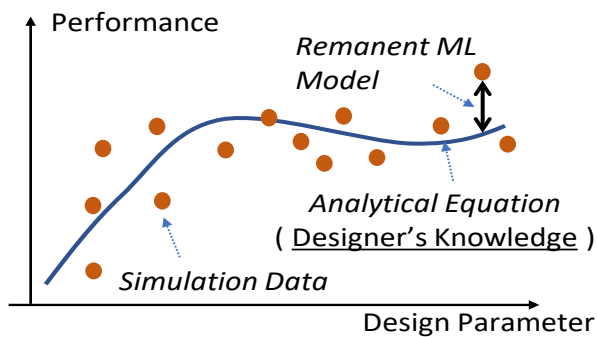 Performance
Remanent ML
Model
Analytical Equation
( Designer’s Knowledge )
Simulation Data
Design Parameter